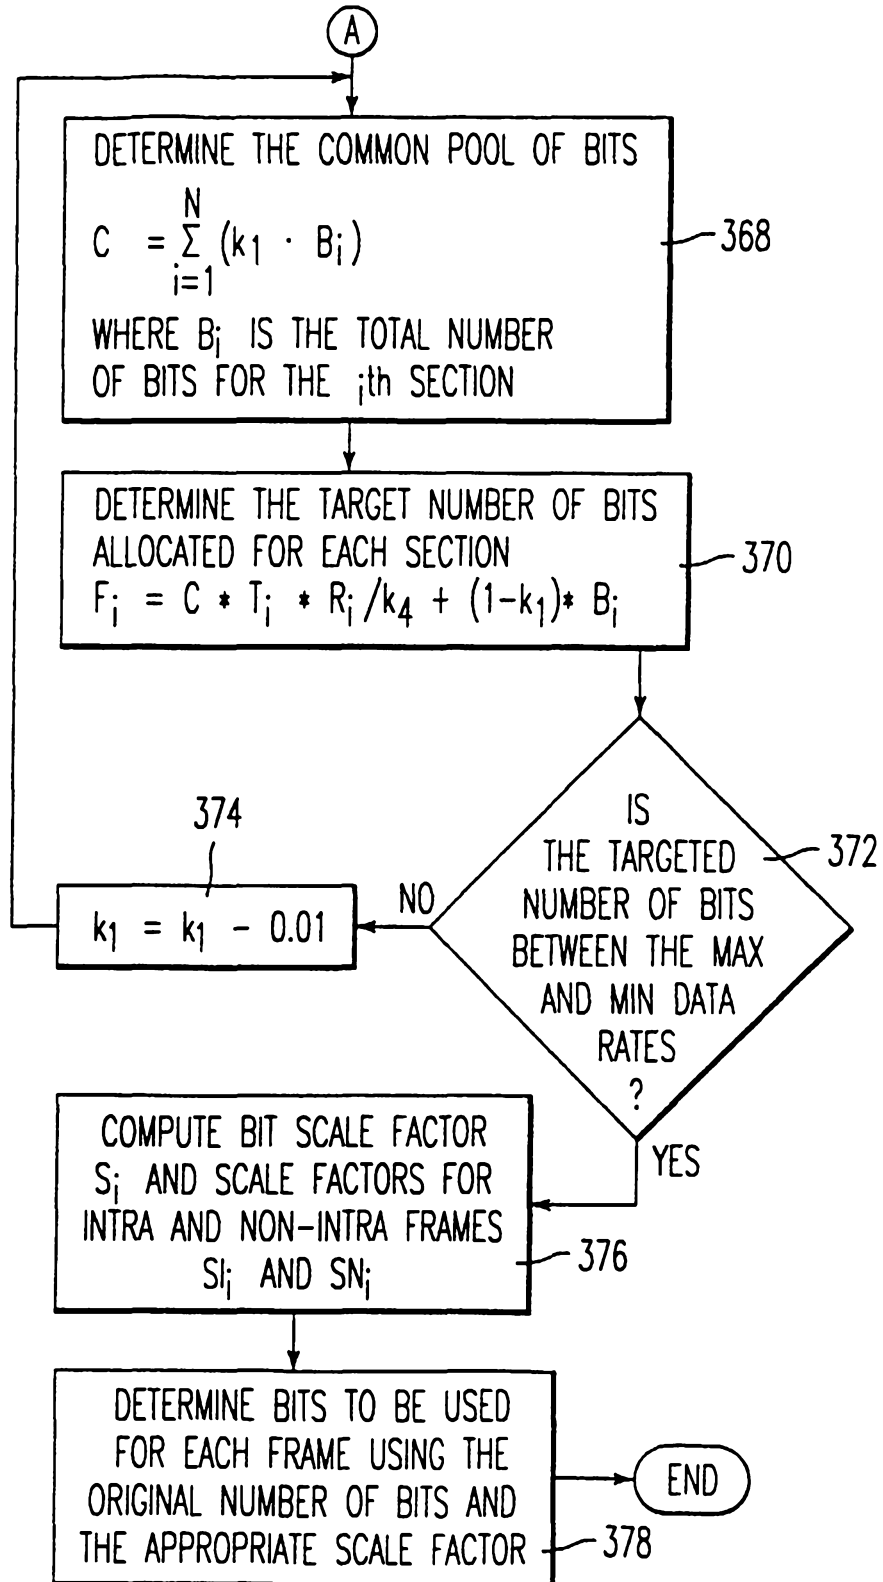 A
DETERMINE THE COMMON POOL OF BITS
N
C = Σ (k1 · Bi)
i=1
WHERE Bi IS THE TOTAL NUMBER
OF BITS FOR THE ith SECTION
368
DETERMINE THE TARGET NUMBER OF BITS
ALLOCATED FOR EACH SECTION
Fi = C * Ti * Ri/k4 + (1-k1)* Bi
370
IS
THE TARGETED
NUMBER OF BITS
BETWEEN THE MAX
AND MIN DATA
RATES
?
372
NO
374
k1 = k1 - 0.01
YES
COMPUTE BIT SCALE FACTOR
Si AND SCALE FACTORS FOR
INTRA AND NON-INTRA FRAMES
SIi AND SNi
376
DETERMINE BITS TO BE USED
FOR EACH FRAME USING THE
ORIGINAL NUMBER OF BITS AND
THE APPROPRIATE SCALE FACTOR
378
END